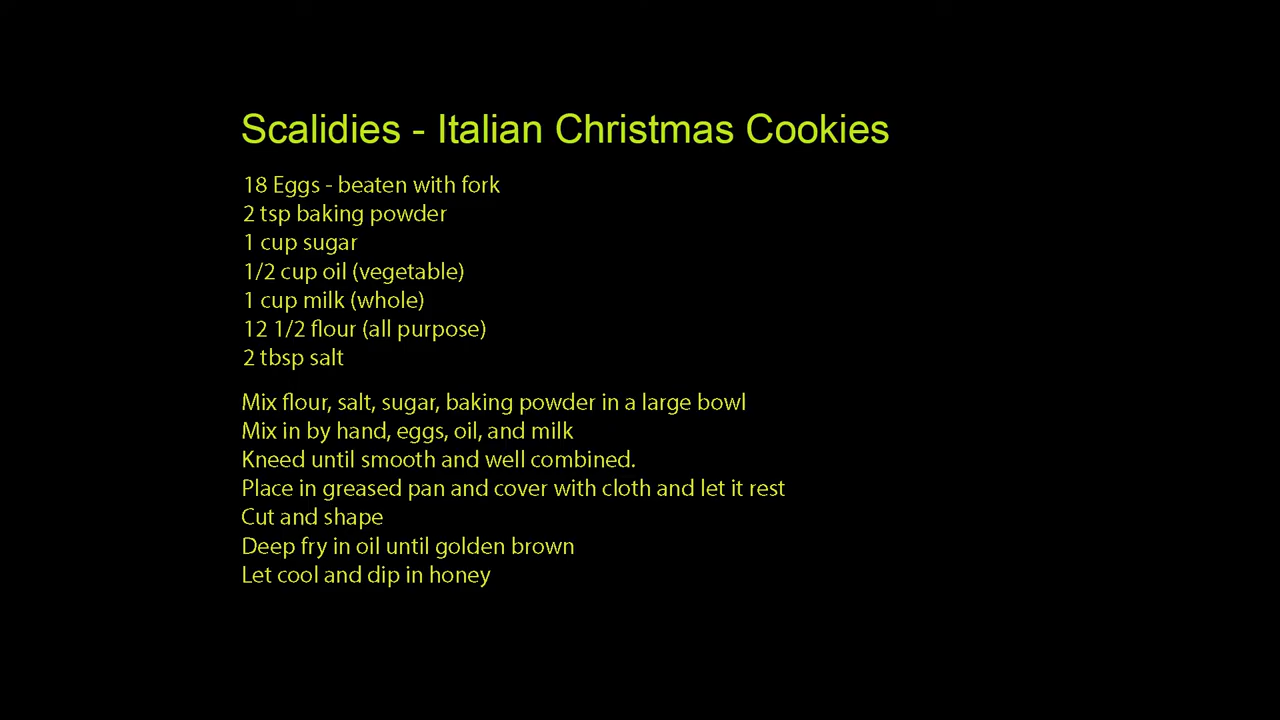 Scalidies - Italian Christmas Cookies
18 Eggs - beaten with fork
2 tsp baking powder
1 cup sugar
1/2 cup oil (vegetable)
1 cup milk (whole)
12 1/2 flour (all purpose)
2 tbsp salt
Mix flour, salt, sugar, baking powder in a large bowl
Mix in by hand, eggs, oil, and milk
Kneed until smooth and well combined.
Place in greased pan and cover with cloth and let it rest
Cut and shape
Deep fry in oil until golden brown
Let cool and dip in honey